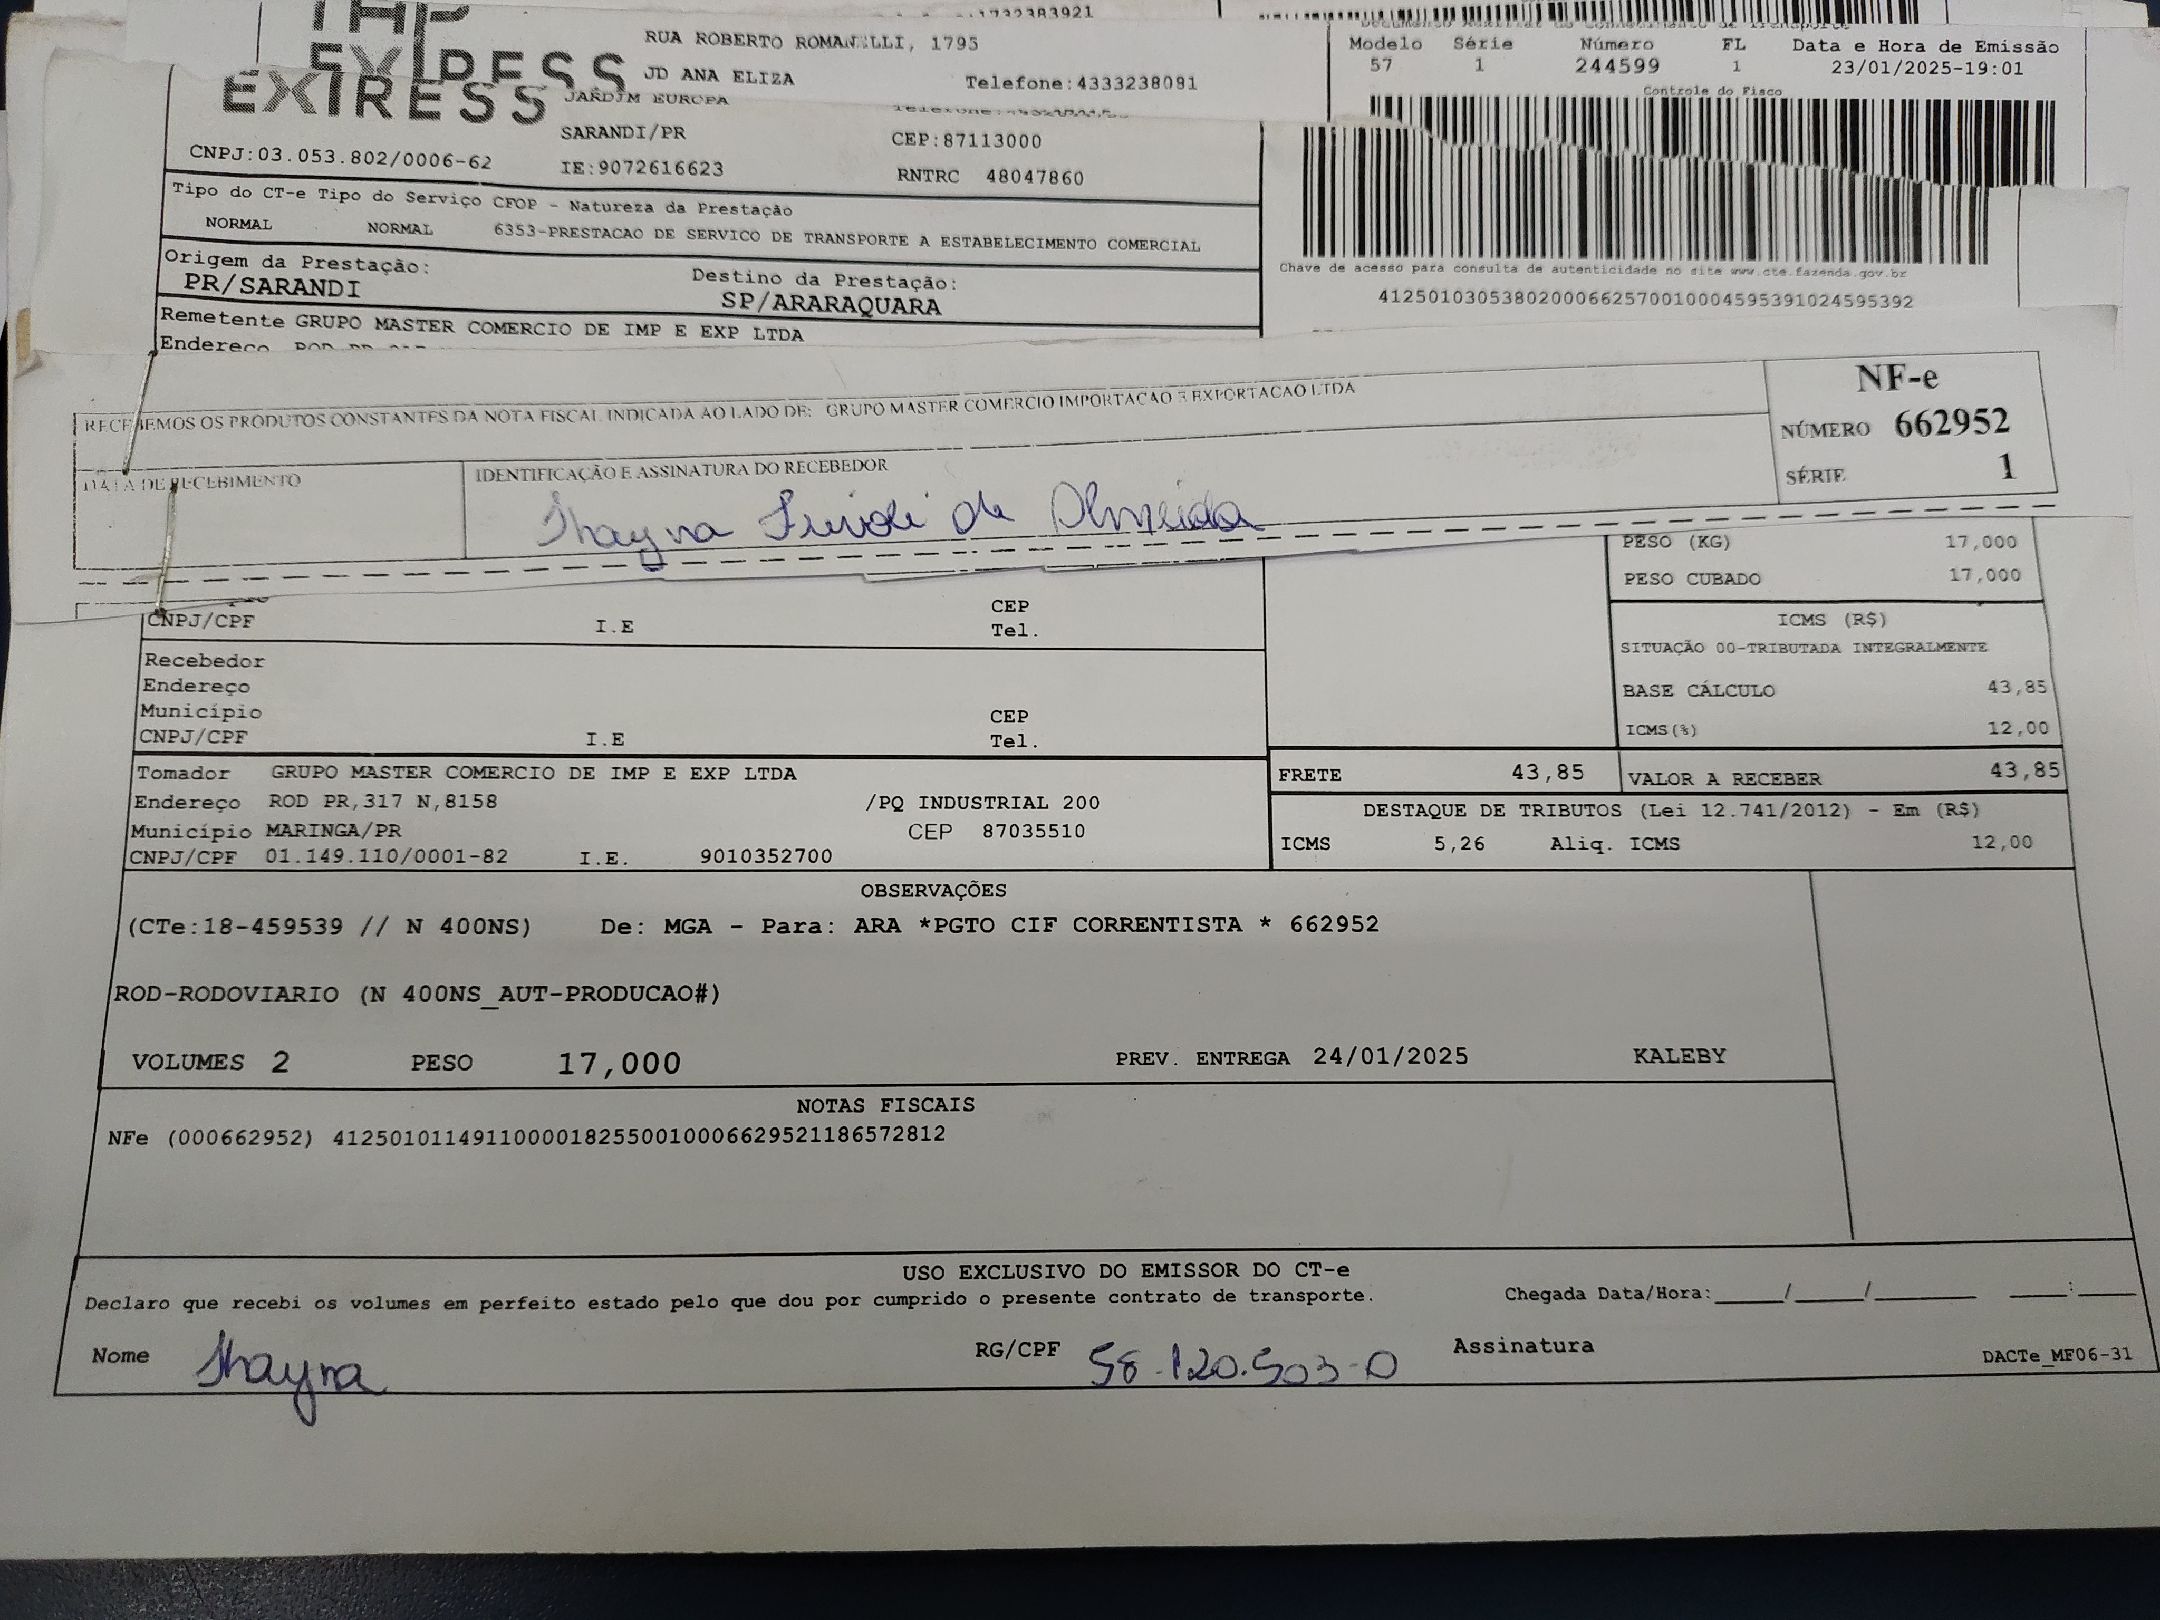 1732383921
RUA ROBERTO ROMANELLI, 1795
JD ANA ELIZA
Telefone:4333238081
Modelo Série Número FL Data e Hora de Emissão
57 1 244599 1 23/01/2025-19:01
Controle do Fisco
EXPRESS
JARDIM EUROPA
SARANDI/PR
CEP:87113000
CNPJ:03.053.802/0006-62
IE:9072616623
RNTRC 48047860
Tipo do CT-e Tipo do Serviço CFOP - Natureza da Prestação
NORMAL NORMAL 6353-PRESTACAO DE SERVICO DE TRANSPORTE A ESTABELECIMENTO COMERCIAL
Origem da Prestação:
PR/SARANDI
Destino da Prestação:
SP/ARARAQUARA
Chave de acesso para consulta de autenticidade no site www.cte.fazenda.gov.br
41250103053802000662570010004595391024595392
Remetente GRUPO MASTER COMERCIO DE IMP E EXP LTDA
Endereço
RECEBEMOS OS PRODUTOS CONSTANTES DA NOTA FISCAL INDICADA AO LADO DE: GRUPO MASTER COMERCIO IMPORTACAO E EXPORTACAO LTDA
NF-e
NÚMERO 662952
SÉRIE 1
DATA DE RECEBIMENTO
IDENTIFICAÇÃO E ASSINATURA DO RECEBEDOR
de Almeida
PESO (KG) 17,000
PESO CUBADO 17,000
CNPJ/CPF I.E CEP
Tel.
ICMS (R$)
SITUAÇÃO 00-TRIBUTADA INTEGRALMENTE
BASE CÁLCULO 43,85
ICMS(%) 12,00
Recebedor
Endereço
Município CEP
CNPJ/CPF I.E Tel.
Tomador GRUPO MASTER COMERCIO DE IMP E EXP LTDA
Endereço ROD PR,317 N,8158 /PQ INDUSTRIAL 200
Município MARINGA/PR CEP 87035510
CNPJ/CPF 01.149.110/0001-82 I.E. 9010352700
FRETE 43,85 VALOR A RECEBER 43,85
DESTAQUE DE TRIBUTOS (Lei 12.741/2012) - Em (R$)
ICMS 5,26 Aliq. ICMS 12,00
OBSERVAÇÕES
(CTe:18-459539 // N 400NS) De: MGA - Para: ARA *PGTO CIF CORRENTISTA * 662952
ROD-RODOVIARIO (N 400NS_AUT-PRODUCAO#)
VOLUMES 2 PESO 17,000 PREV. ENTREGA 24/01/2025 KALEBY
NOTAS FISCAIS
NFe (000662952) 41250101149110000182550010006629521186572812
USO EXCLUSIVO DO EMISSOR DO CT-e
Declaro que recebi os volumes em perfeito estado pelo que dou por cumprido o presente contrato de transporte. Chegada Data/Hora:____/____/______ ____:____
Nome Thayna RG/CPF 58.120.503-0 Assinatura
DACTe_MF06-31